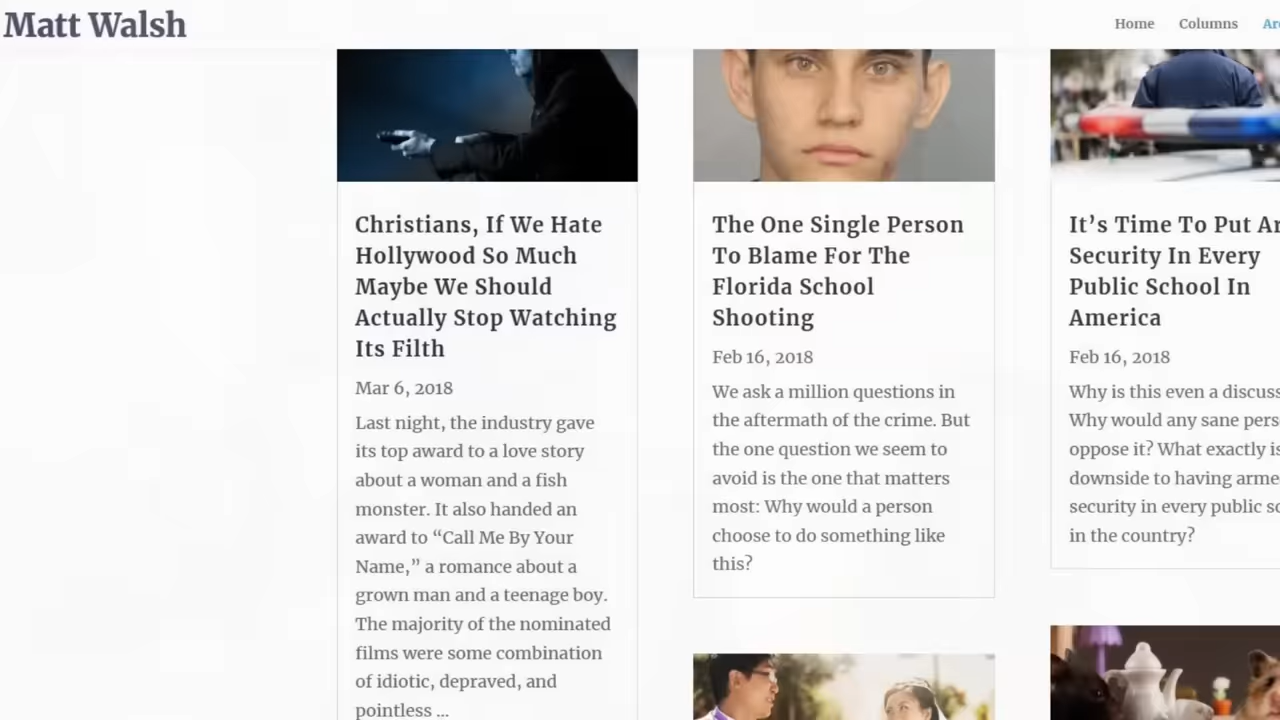 Matt Walsh
Home
Columns
Christians, If We Hate
Hollywood So Much
Maybe We Should
Actually Stop Watching
Its Filth
Mar 6, 2018
Last night, the industry gave
its top award to a love story
about a woman and a fish
monster. It also handed an
award to “Call Me By Your
Name,” a romance about a
grown man and a teenage boy.
The majority of the nominated
films were some combination
of idiotic, depraved, and
pointless ...
The One Single Person
To Blame For The
Florida School
Shooting
Feb 16, 2018
We ask a million questions in
the aftermath of the crime. But
the one question we seem to
avoid is the one that matters
most: Why would a person
choose to do something like
this?
It’s Time To Put
Security In Every
Public School In
America
Feb 16, 2018
Why is this even a
Why would any sane
oppose it? What exactly
downside to having
security in every public
in the country?